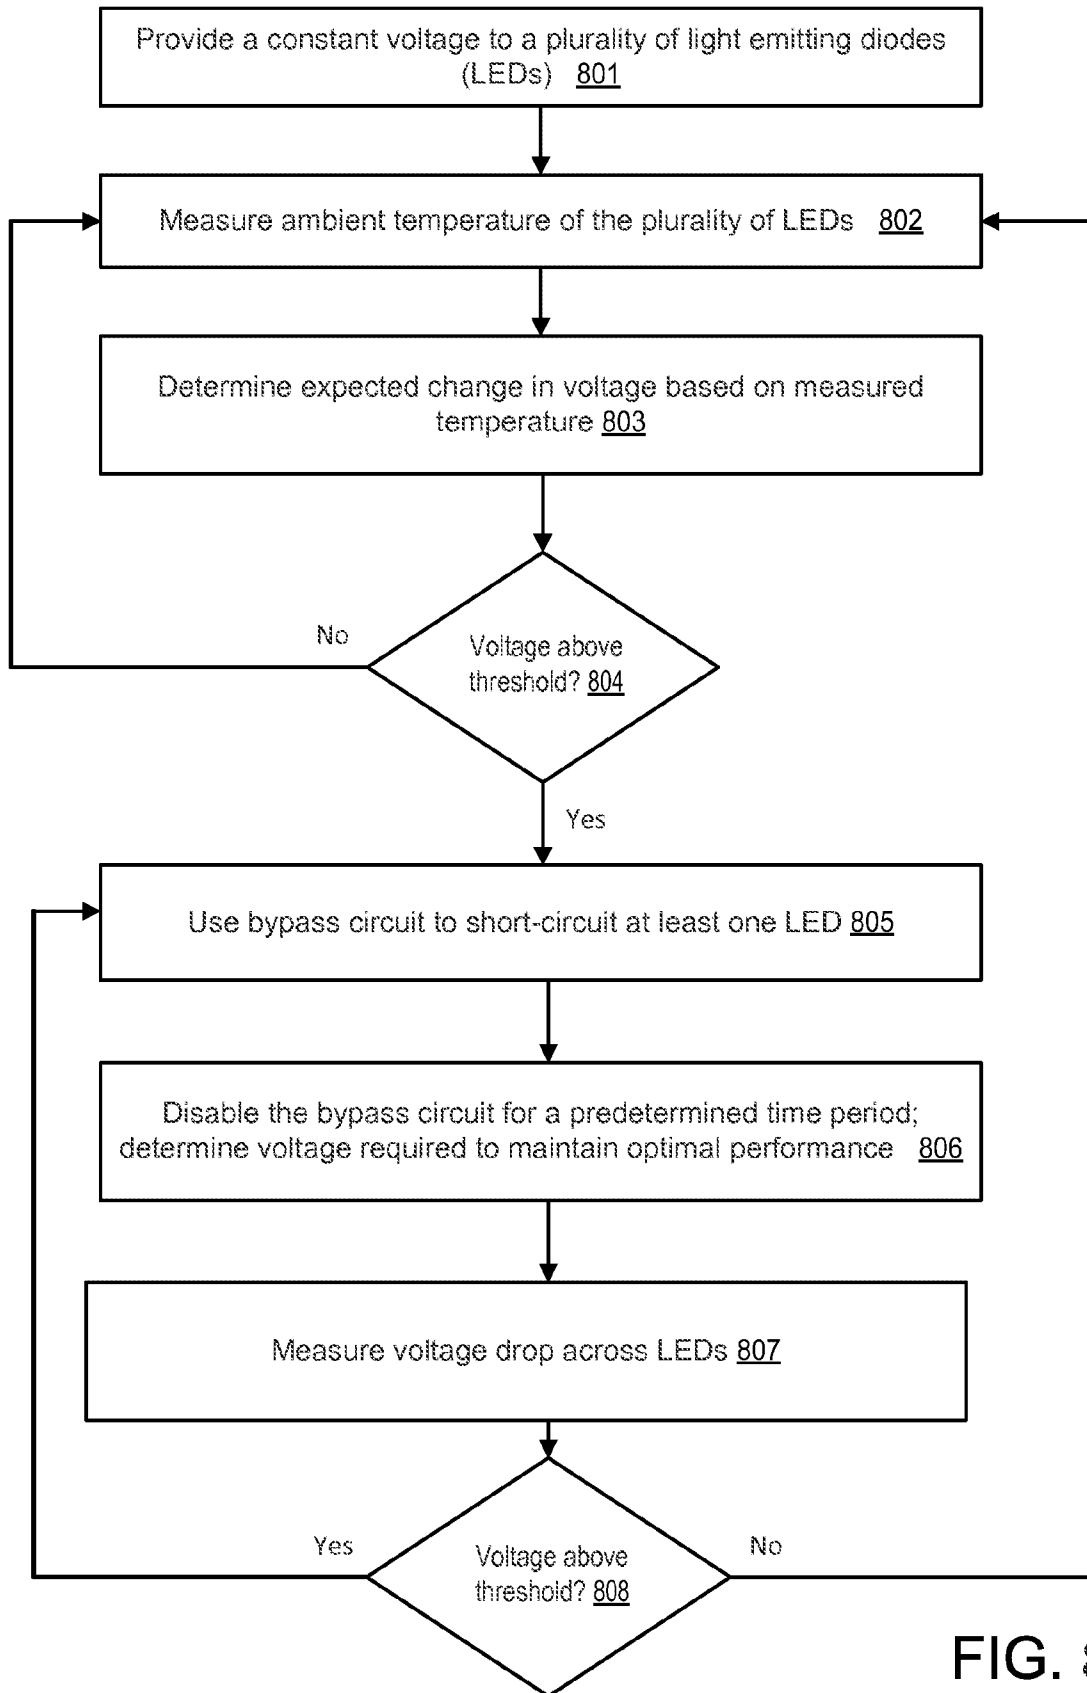 Provide a constant voltage to a plurality of light emitting diodes
(LEDs) 801
Measure ambient temperature of the plurality of LEDs 802
Determine expected change in voltage based on measured
temperature 803
No
Voltage above
threshold? 804
Yes
Use bypass circuit to short-circuit at least one LED 805
Disable the bypass circuit for a predetermined time period;
determine voltage required to maintain optimal performance 806
Measure voltage drop across LEDs 807
Yes
Voltage above
threshold? 808
No
FIG.